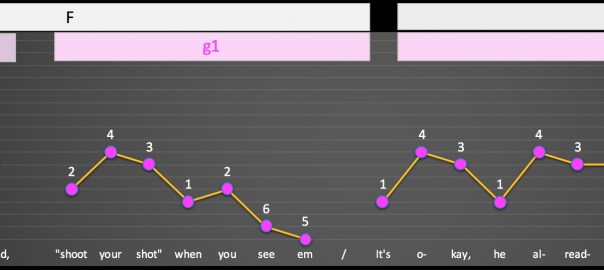 F
g1
2 4 3 1 2 6 5 1 4 3 1 4 3
d, "shoot your shot" when you see em / It's o- kay, he al- read-